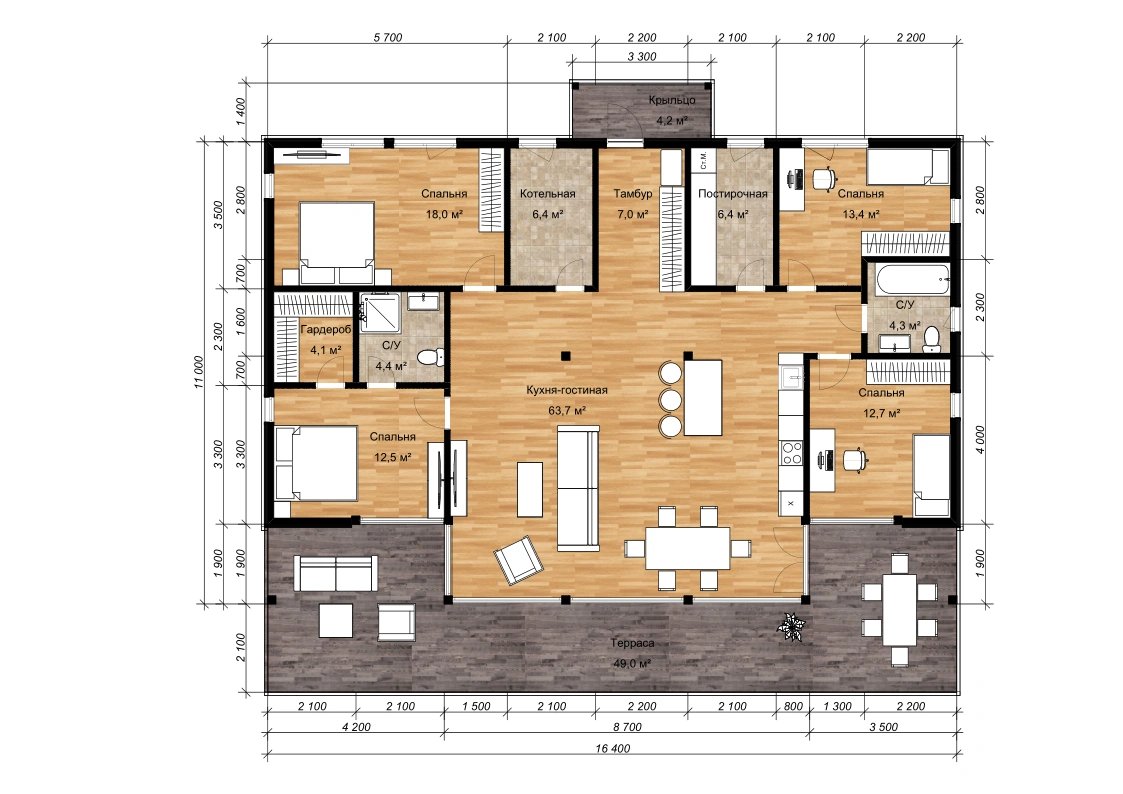 5 700
2 100
2 200
2 100
2 100
2 200
3 300
1 400
Крыльцо
4,2 м²
11 000
3 500
2 300
3 300
1 900
2 800
700
1 600
700
3 300
1 900
2 100
Спальня
18,0 м²
Котельная
6,4 м²
Тамбур
7,0 м²
Ст.М.
Постирочная
6,4 м²
Спальня
13,4 м²
2 800
2 300
4 000
1 900
Гардероб
4,1 м²
С/У
4,4 м²
С/У
4,3 м²
Кухня-гостиная
63,7 м²
Спальня
12,7 м²
Спальня
12,5 м²
X
Терраса
49,0 м²
2 100
2 100
1 500
2 100
2 200
2 100
800
1 300
2 200
4 200
8 700
3 500
16 400